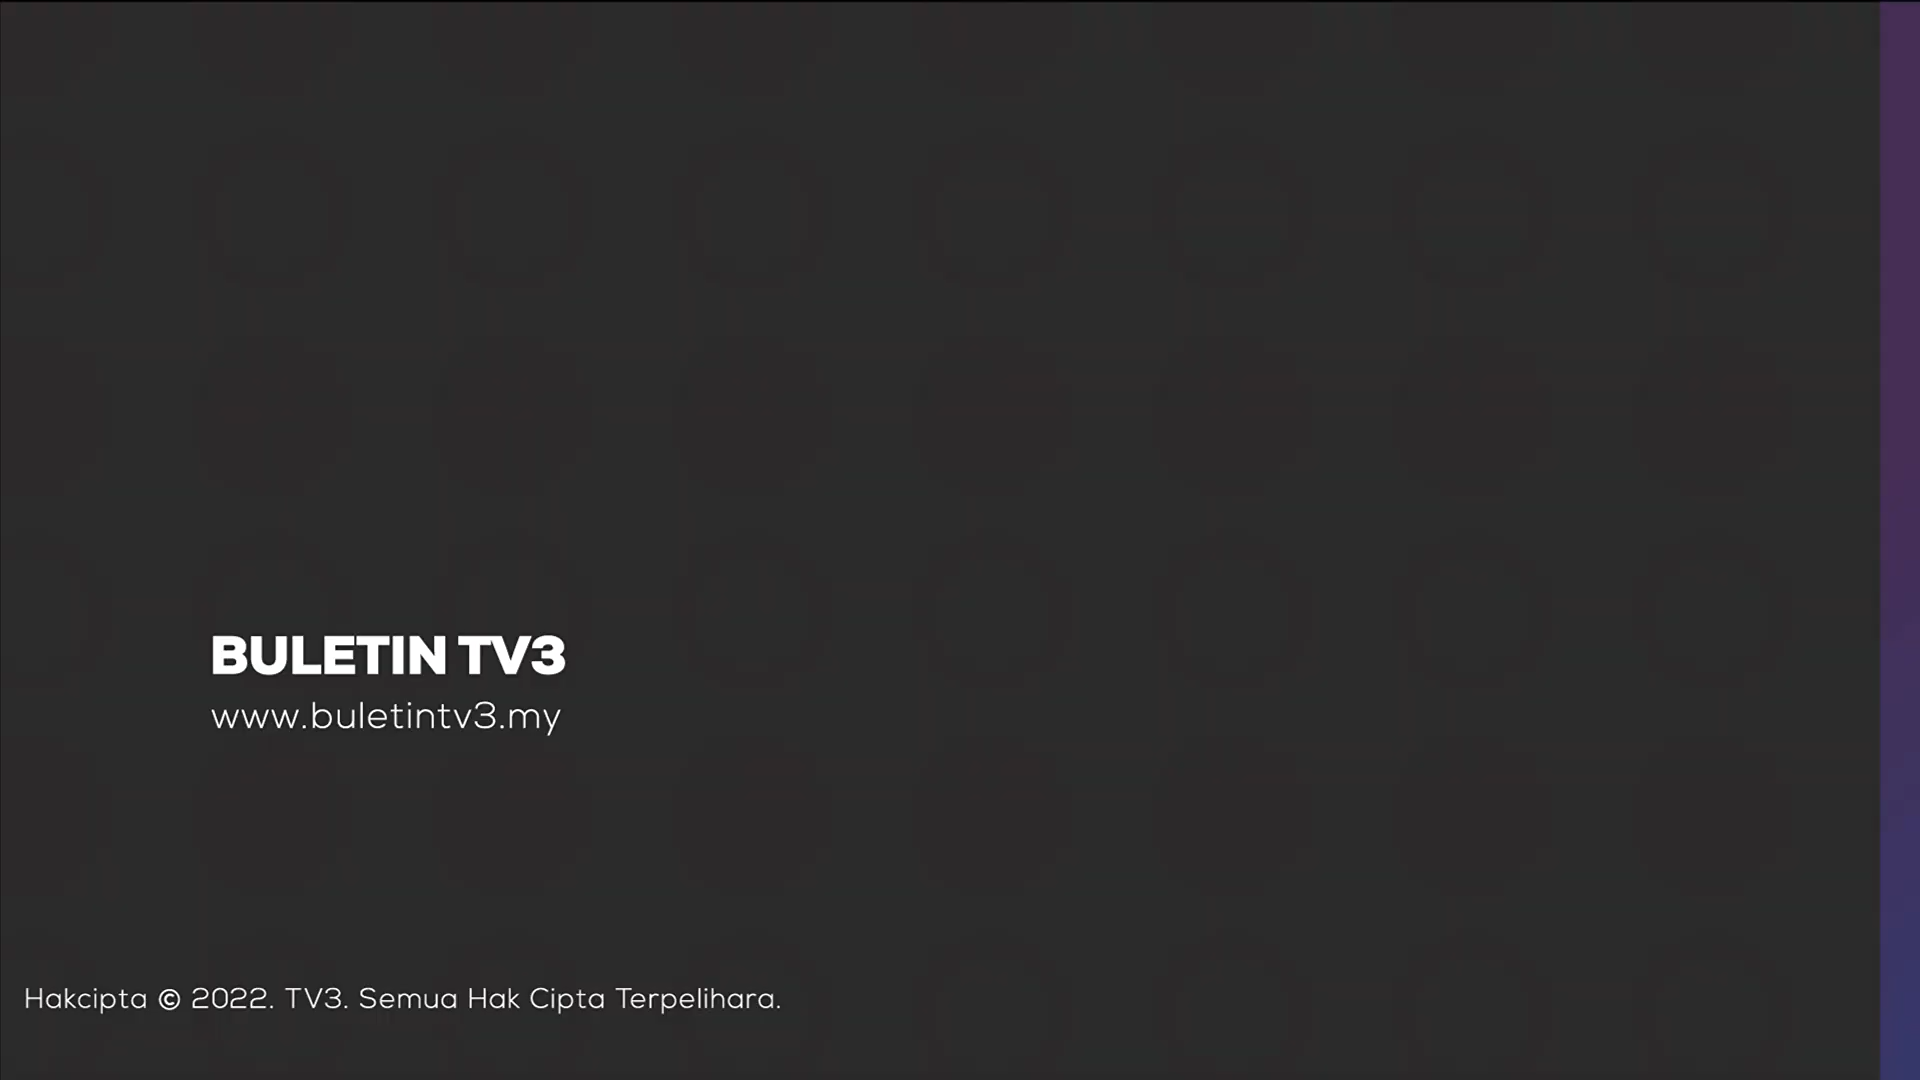 BULETIN TV3
www.buletintv3.my
Hakcipta © 2022. TV3. Semua Hak Cipta Terpelihara.